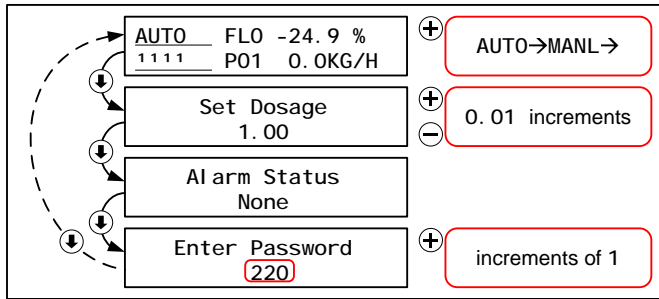 AUTO FLO -24.9 %
1111 P01 0.0KG/H
AUTO→MANL→
Set Dosage
1.00
0.01 increments
Alarm Status
None
Enter Password
220
increments of 1